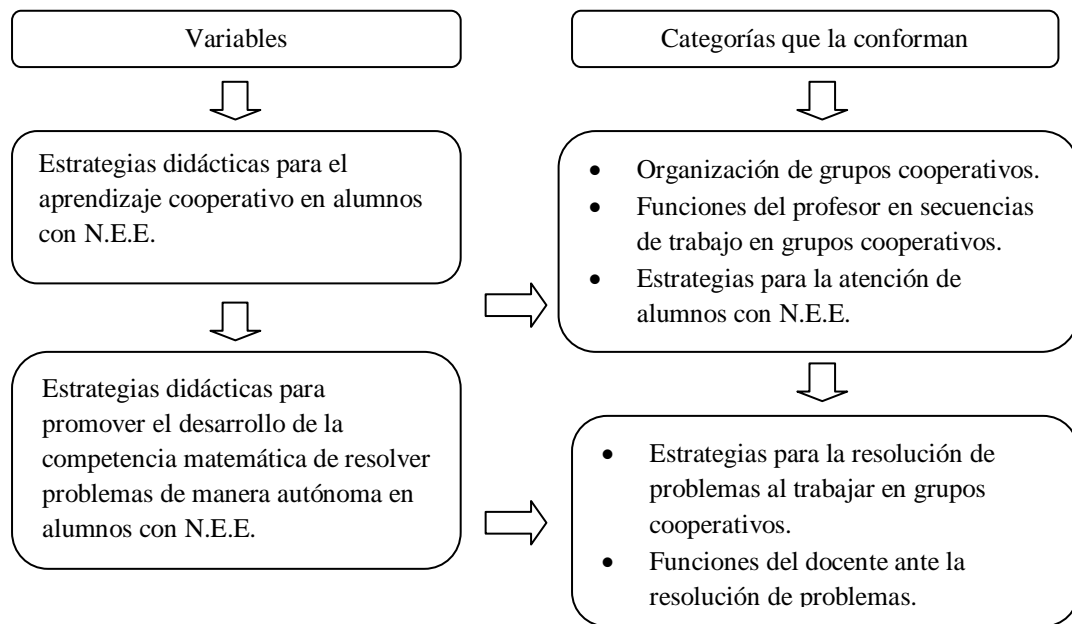 Variables
Categorías que la conforman
Estrategias didácticas para el
aprendizaje cooperativo en alumnos
con N.E.E.
• Organización de grupos cooperativos.
• Funciones del profesor en secuencias
de trabajo en grupos cooperativos.
• Estrategias para la atención de
alumnos con N.E.E.
Estrategias didácticas para
promover el desarrollo de la
competencia matemática de resolver
problemas de manera autónoma en
alumnos con N.E.E.
• Estrategias para la resolución de
problemas al trabajar en grupos
cooperativos.
• Funciones del docente ante la
resolución de problemas.